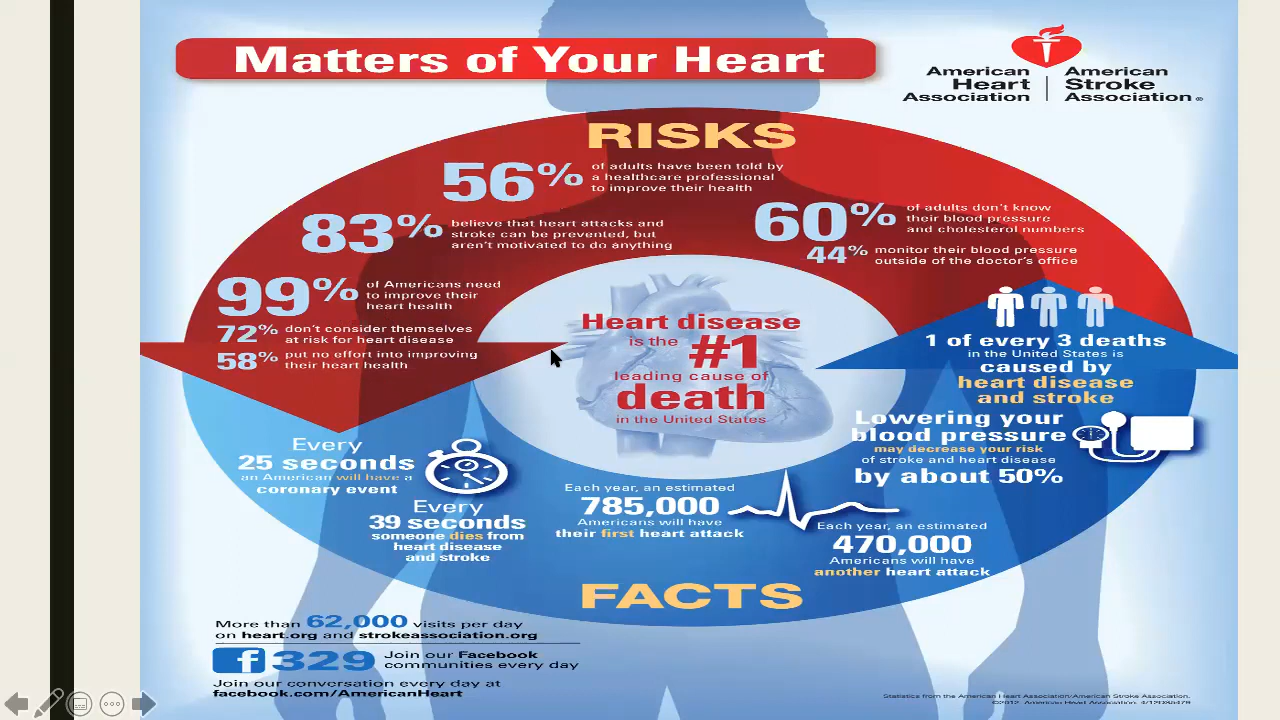 Matters of Your Heart
American
Heart
Association
American
Stroke
Association®
RISKS
56%
of adults have been told by
a healthcare professional
to improve their health
83%
believe that heart attacks and
stroke can be prevented, but
aren't motivated to do anything
60%
of adults don't know
their blood pressure
and cholesterol numbers
44%
monitor their blood pressure
outside of the doctor's office
99%
of Americans need
to improve their
heart health
72%
don't consider themselves
at risk for heart disease
58%
put no effort into improving
their heart health
Heart disease
is the #1
leading cause of
death
in the United States
1 of every 3 deaths
in the United States is
caused by
heart disease
and stroke
Lowering your
blood pressure
may decrease your risk
of stroke and heart disease
by about 50%
Every
25 seconds
an American will have a
coronary event
Every
39 seconds
someone dies from
heart disease
and stroke
Each year, an estimated
785,000
Americans will have
their first heart attack
Each year, an estimated
470,000
Americans will have
another heart attack
FACTS
More than 62,000 visits per day
on heart.org and strokeassociation.org
f 329 Join our Facebook
communities every day
Join our conversation every day at
facebook.com/AmericanHeart
Statistics from the American Heart Association/American Stroke Association.
©2012, American Heart Association.